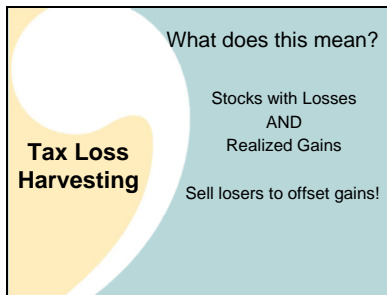 What does this mean?
Stocks with Losses
AND
Realized Gains
Tax Loss
Harvesting
Sell losers to offset gains!